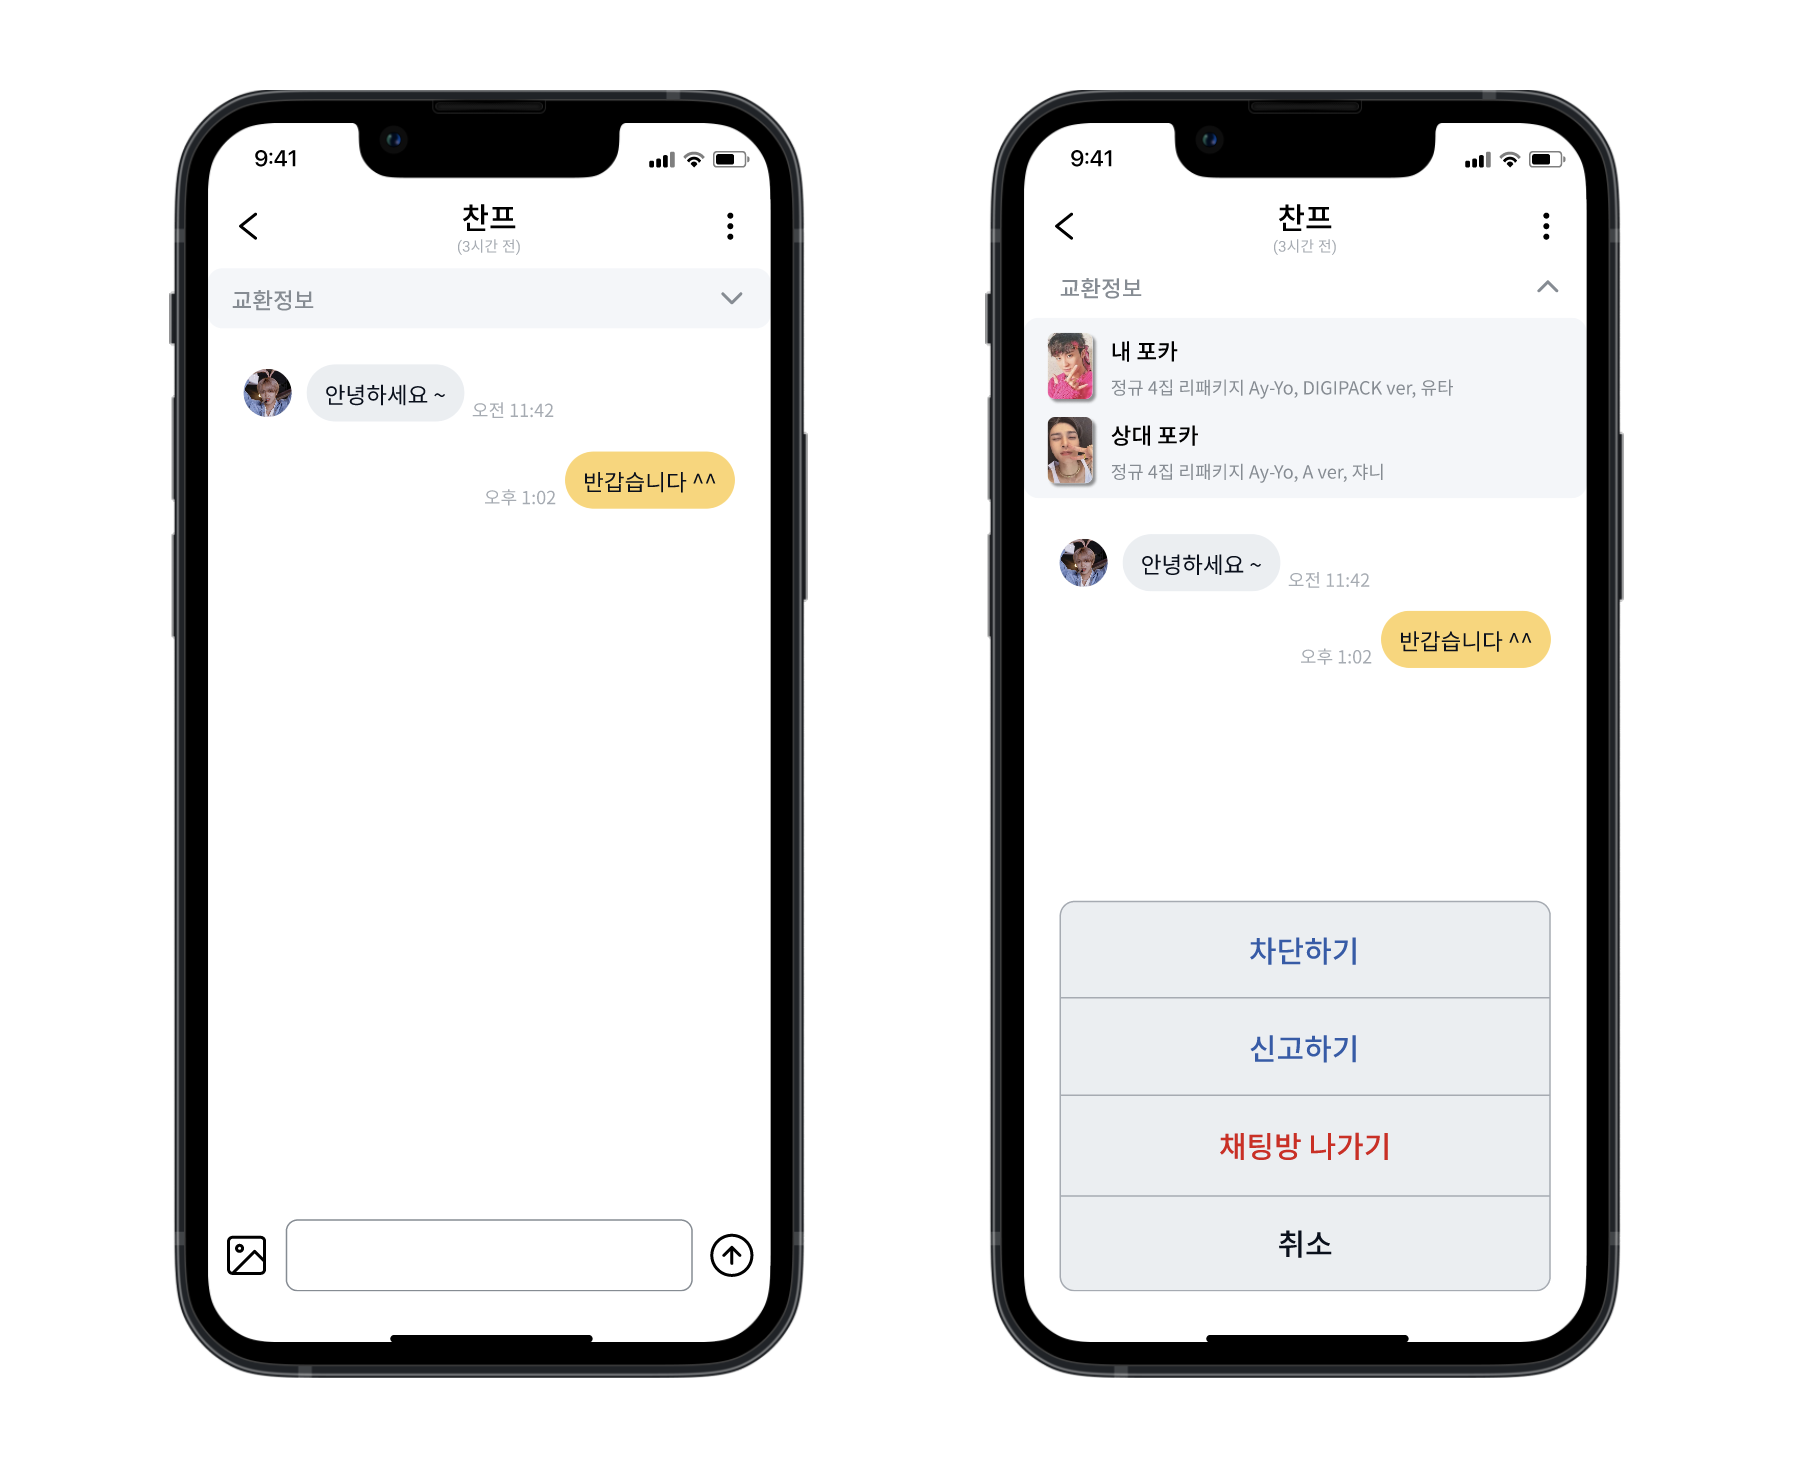 9:41
찬프
(3시간 전)
교환정보
안녕하세요 ~
오전 11:42
반갑습니다 ^^
오후 1:02
9:41
찬프
(3시간 전)
교환정보
내 포카
정규 4집 리패키지 Ay-Yo, DIGIPACK ver, 유타
상대 포카
정규 4집 리패키지 Ay-Yo, A ver, 쟈니
안녕하세요 ~
오전 11:42
반갑습니다 ^^
오후 1:02
차단하기
신고하기
채팅방 나가기
취소